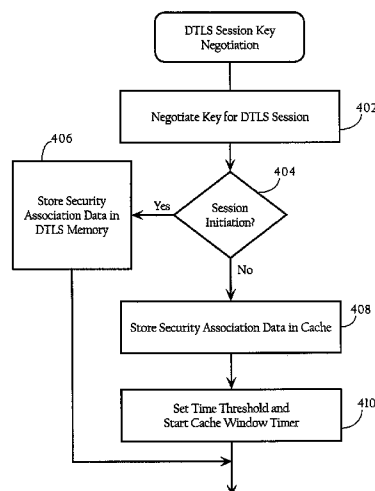 DTLS Session Key
Negotiation
402
Negotiate Key for DTLS Session
406
404
Store Security
Association Data in
DTLS Memory
Yes
Session
Initiation?
No
408
Store Security Association Data in Cache
410
Set Time Threshold and
Start Cache Window Timer